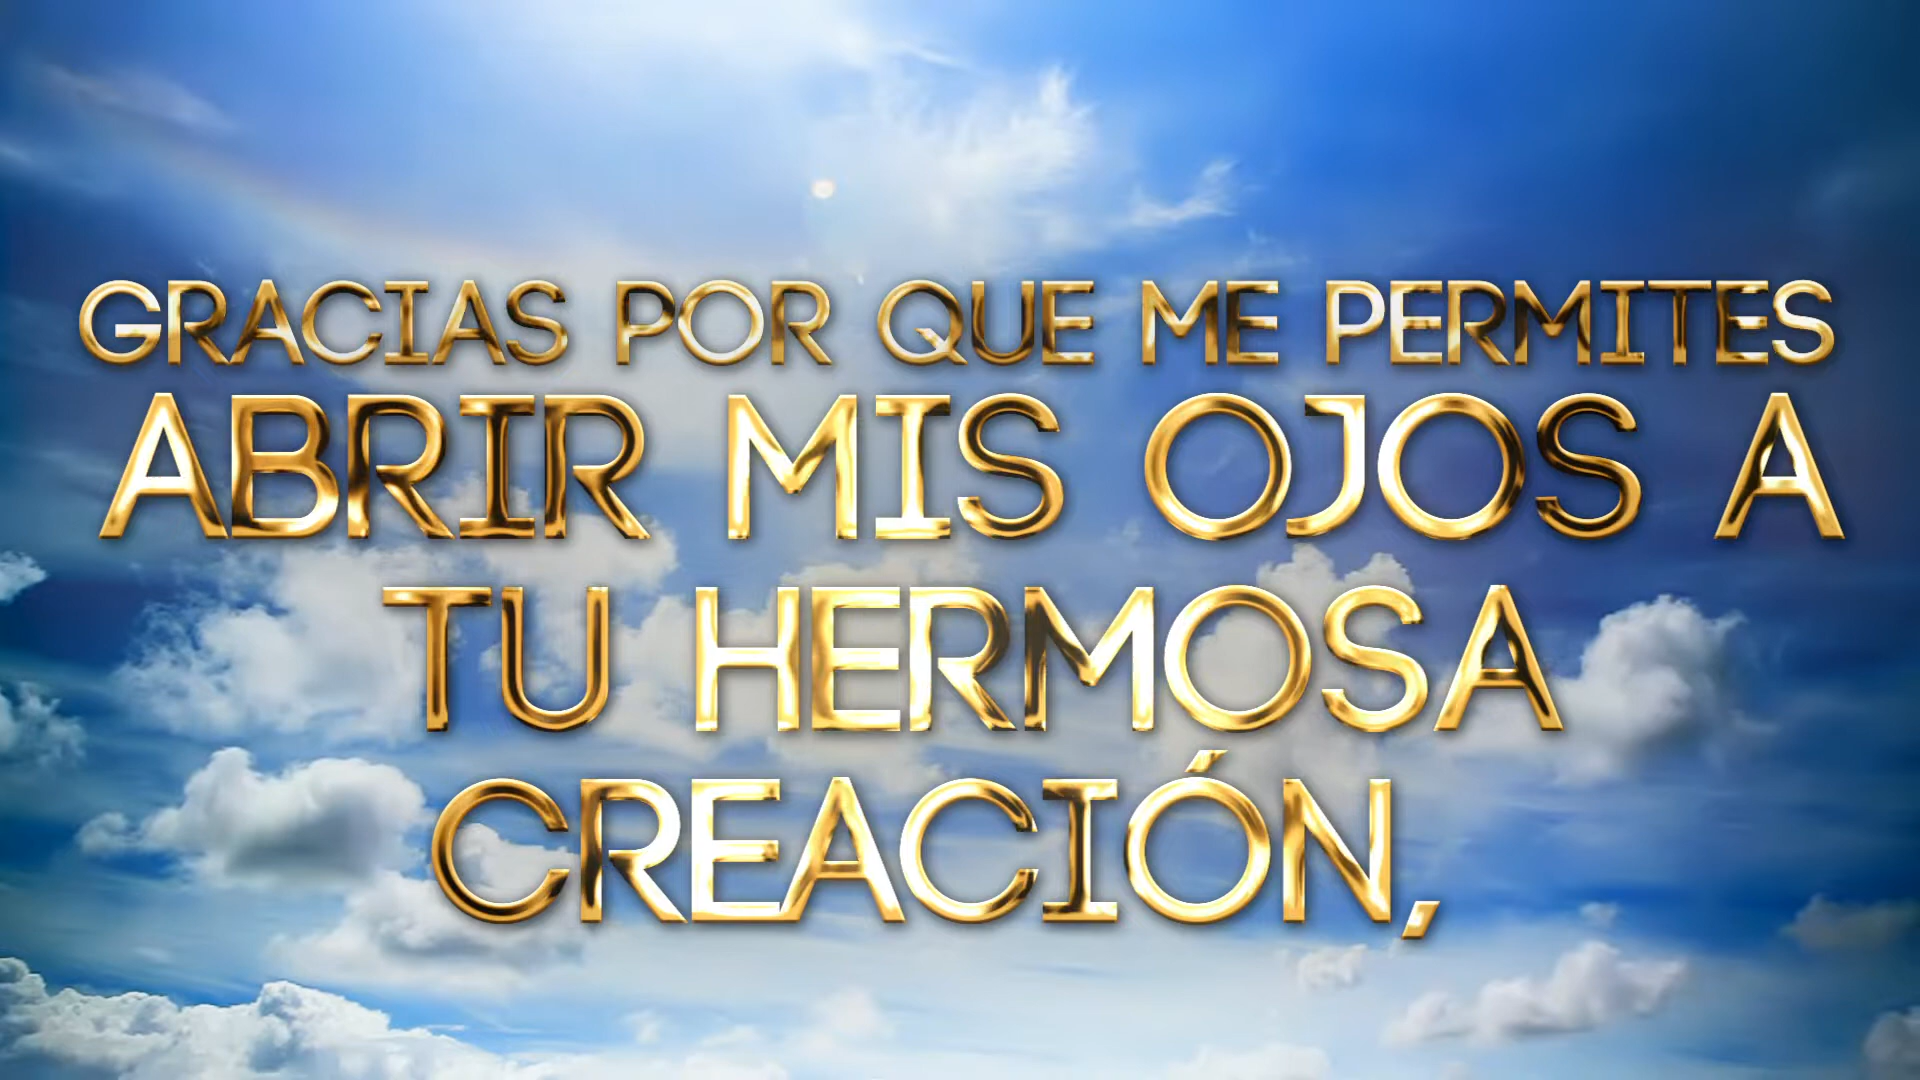 GRACIAS POR QUE ME PERMITES
ABRIR MIS OJOS A
TU HERMOSA
CREACIÓN,